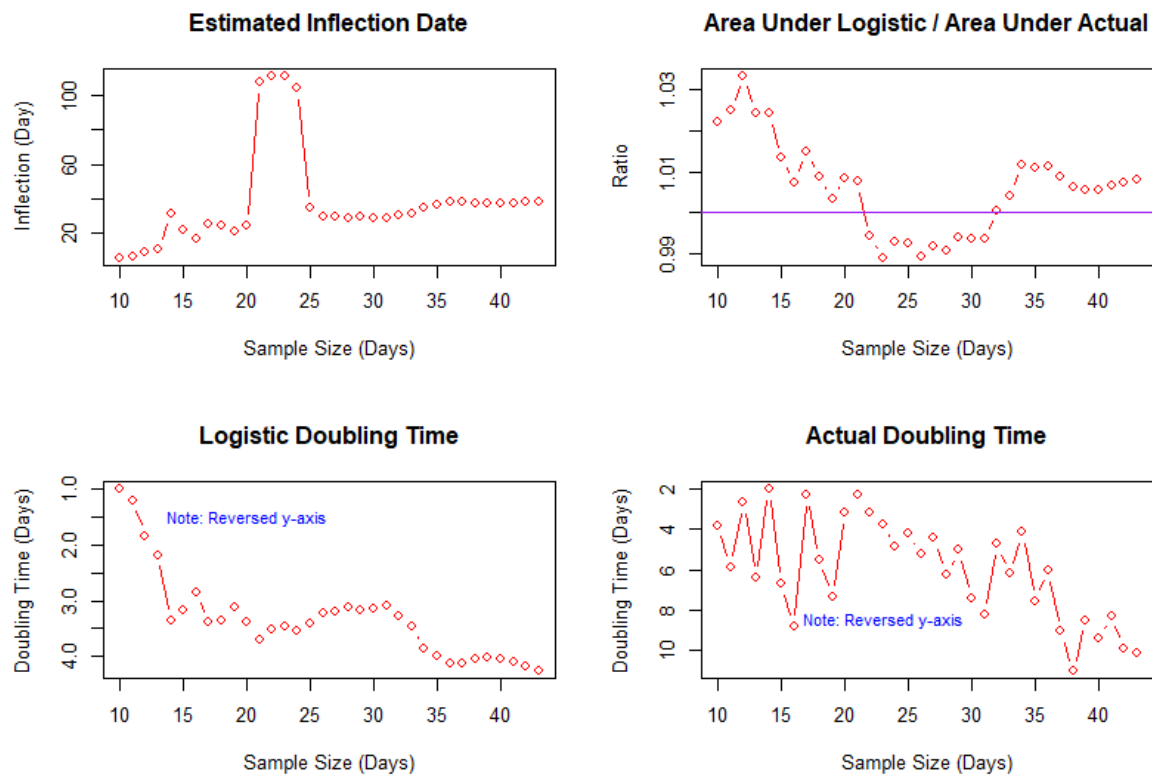 Estimated Inflection Date
Inflection (Day)
100
60
20
10 15 20 25 30 35 40
Sample Size (Days)
Area Under Logistic / Area Under Actual
Ratio
1.03
1.01
0.99
10 15 20 25 30 35 40
Sample Size (Days)
Logistic Doubling Time
Doubling Time (Days)
1.0
2.0
3.0
4.0
Note: Reversed y-axis
10 15 20 25 30 35 40
Sample Size (Days)
Actual Doubling Time
Doubling Time (Days)
2
4
6
8
10
Note: Reversed y-axis
10 15 20 25 30 35 40
Sample Size (Days)